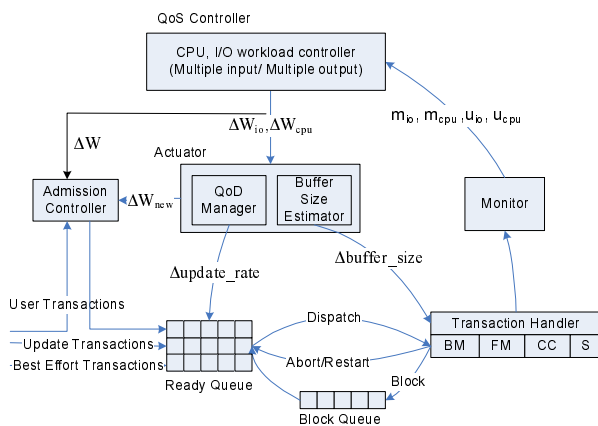 QoS Controller
CPU, I/O workload controller
(Multiple input/ Multiple output)
ΔW
ΔWio, ΔWcpu
mio, mcpu, uio, ucpu
Actuator
Admission
Controller
ΔWnew
QoD
Manager
Buffer
Size
Estimator
Monitor
Δupdate_rate
Δbuffer_size
User Transactions
Update Transactions
Best Effort Transactions
Ready Queue
Dispatch
Abort/Restart
Block
Block Queue
Transaction Handler
BM FM CC S